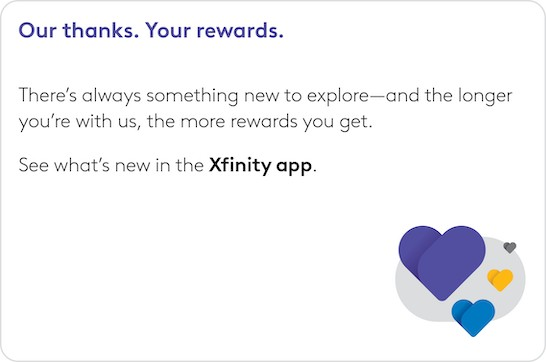 Our thanks. Your rewards.
There’s always something new to explore—and the longer
you’re with us, the more rewards you get.
See what’s new in the Xfinity app.